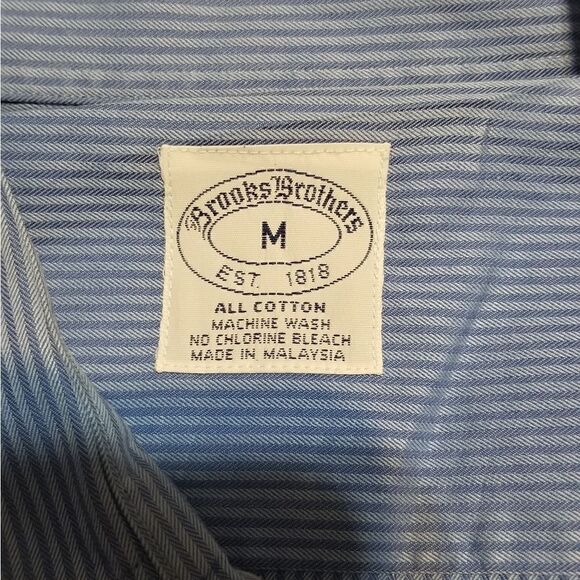 Brooks Brothers
M
EST. 1818
ALL COTTON
MACHINE WASH
NO CHLORINE BLEACH
MADE IN MALAYSIA